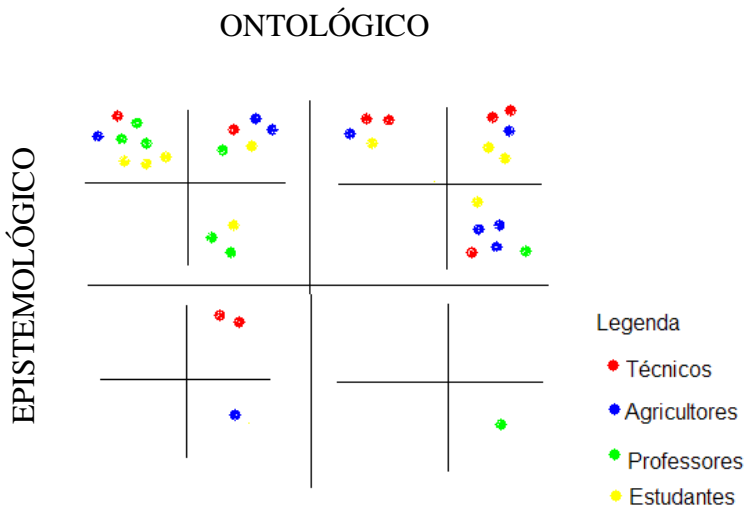 ONTOLÓGICO
EPISTEMOLÓGICO
Legenda
Técnicos
Agricultores
Professores
Estudantes